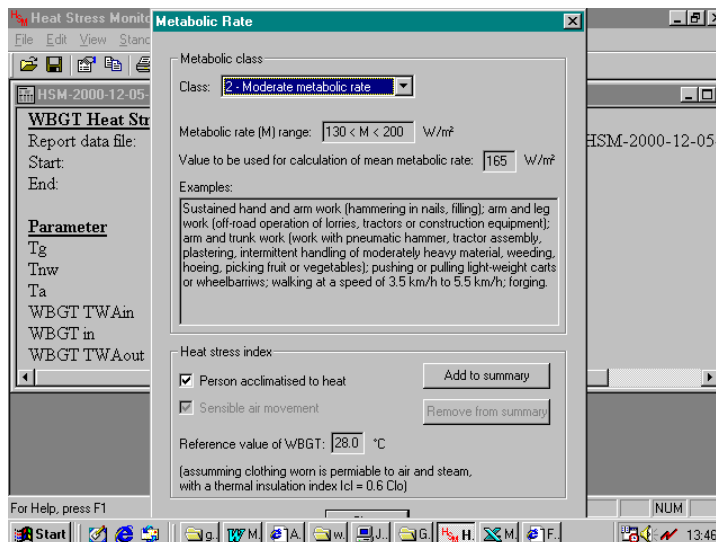 Heat Stress Monito
Metabolic Rate
File Edit View Stand
HSM-2000-12-05-
WBGT Heat Str
Report data file:
HSM-2000-12-05-
Start:
End:
Parameter
Tg
Tnw
Ta
WBGT TWAin
WBGT in
WBGT TWAout
Metabolic class
Class: 2 - Moderate metabolic rate
Metabolic rate (M) range: 130 < M < 200 W/m²
Value to be used for calculation of mean metabolic rate: 165 W/m²
Examples:
Sustained hand and arm work (hammering in nails, filling); arm and leg
work (off-road operation of lorries, tractors or construction equipment);
arm and trunk work (work with pneumatic hammer, tractor assembly,
plastering, intermittent handling of moderately heavy material, weeding,
hoeing, picking fruit or vegetables); pushing or pulling light-weight carts
or wheelbarriws; walking at a speed of 3.5 km/h to 5.5 km/h; forging.
Heat stress index
Person acclimatised to heat
Add to summary
Sensible air movement
Remove from summary
Reference value of WBGT: 28.0 °C
(assumming clothing worn is permiable to air and steam,
with a thermal insulation index Icl = 0.6 Clo)
For Help, press F1
NUM
Start g.. M. A. w.. J.. G. H. M. F.. 13:46